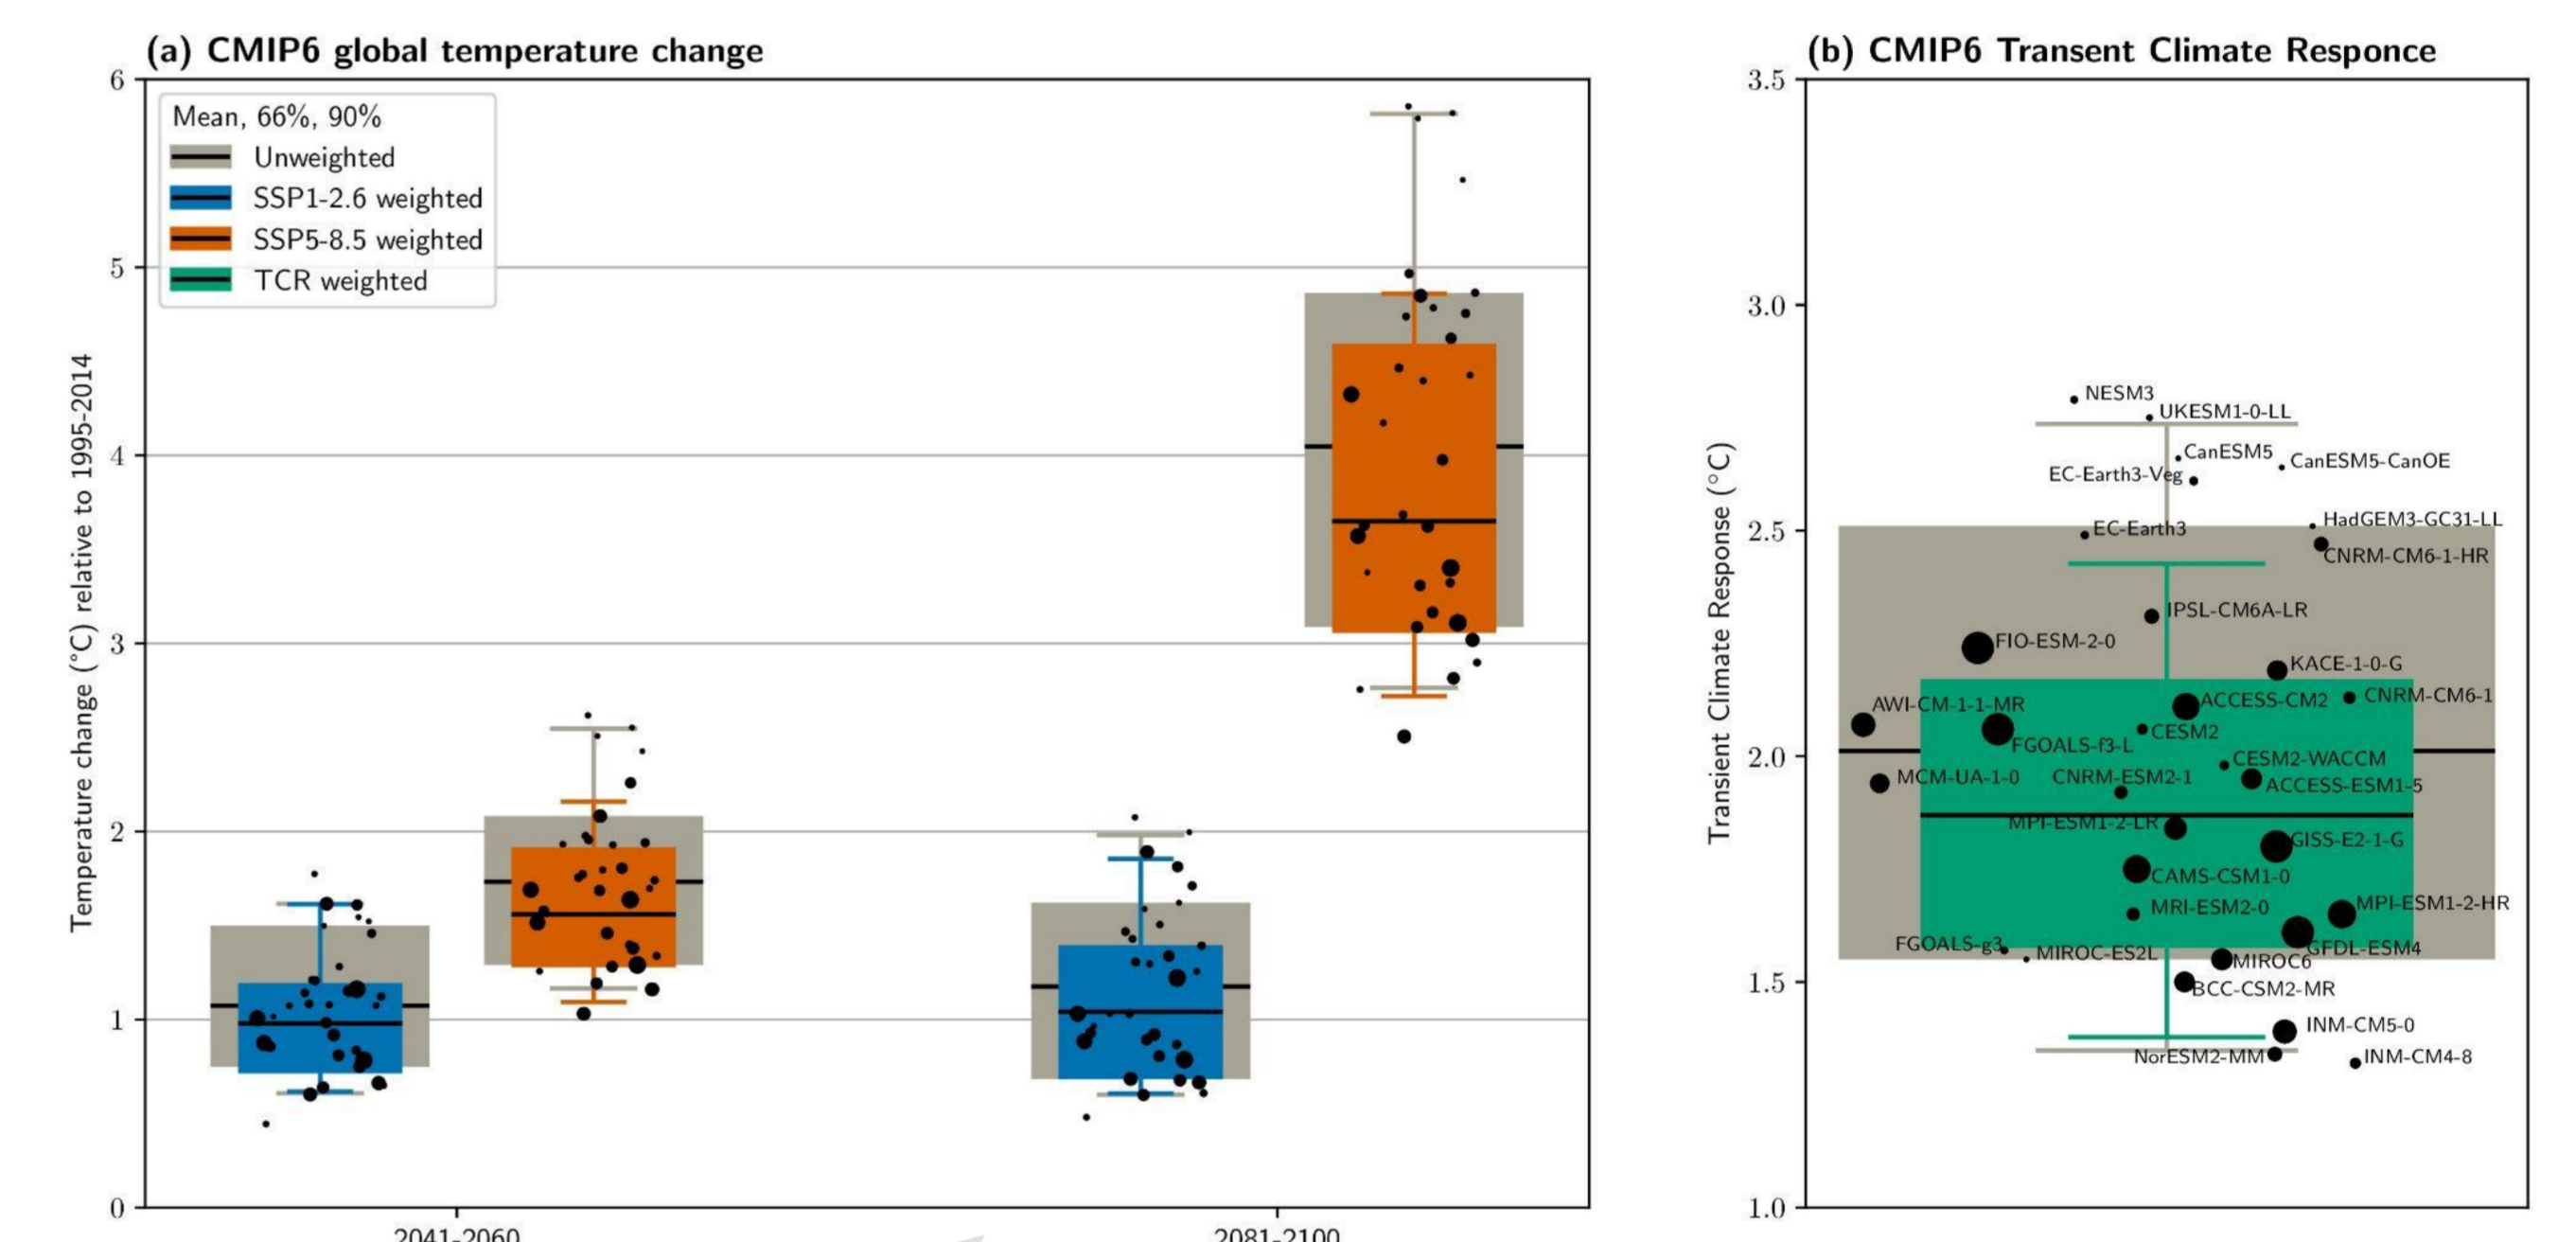 (a) CMIP6 global temperature change
6
5
4
3
2
1
0
Temperature change (°C) relative to 1995-2014
Mean, 66%, 90%
Unweighted
SSP1-2.6 weighted
SSP5-8.5 weighted
TCR weighted
2041-2060
2081-2100
(b) CMIP6 Transent Climate Responce
3.5
3.0
2.5
2.0
1.5
1.0
Transient Climate Response (°C)
NESM3
UKESM1-0-LL
CanESM5
CanESM5-CanOE
EC-Earth3-Veg
HadGEM3-GC31-LL
EC-Earth3
CNRM-CM6-1-HR
IPSL-CM6A-LR
FIO-ESM-2-0
KACE-1-0-G
CNRM-CM6-1
ACCESS-CM2
AWI-CM-1-1-MR
CESM2
FGOALS-f3-L
CESM2-WACCM
MCM-UA-1-0
CNRM-ESM2-1
ACCESS-ESM1-5
MPI-ESM1-2-LR
GISS-E2-1-G
CAMS-CSM1-0
MRI-ESM2-0
MPI-ESM1-2-HR
FGOALS-g3
GFDL-ESM4
MIROC-ES2L
MIROC6
BCC-CSM2-MR
INM-CM5-0
NorESM2-MM
INM-CM4-8